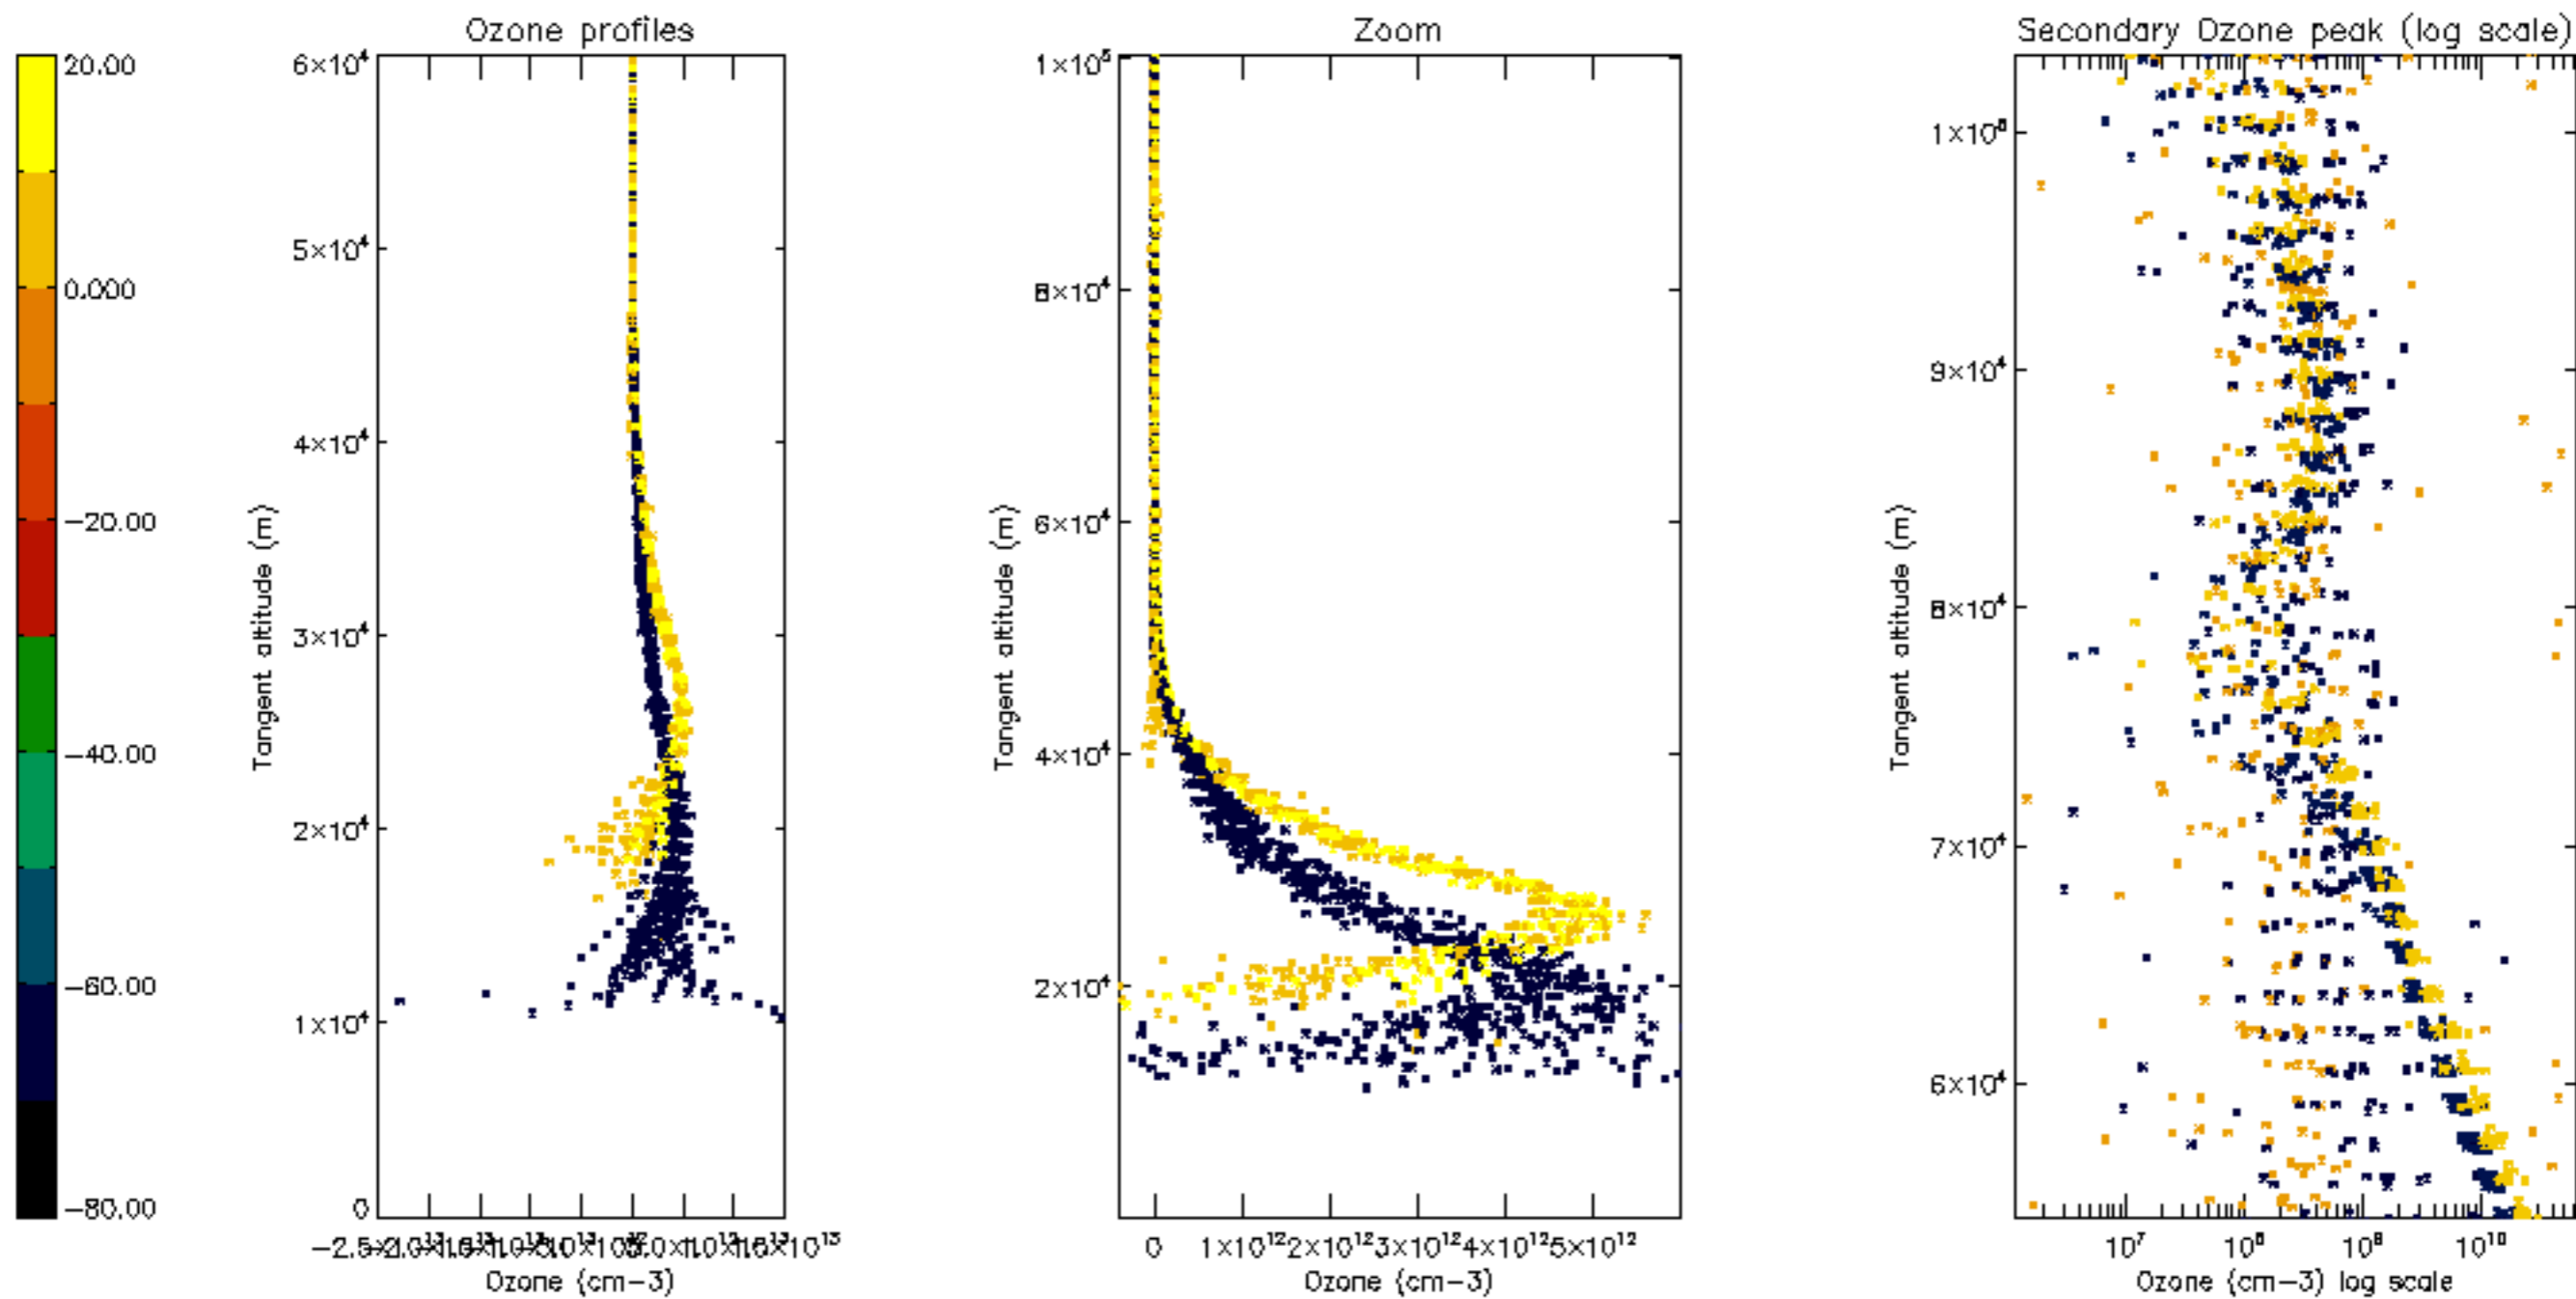 Ozone profiles
Zoom
Secondary Ozone peak (log scale)
20.00
0.000
−20.00
−40.00
−60.00
−80.00
6×10⁴
5×10⁴
4×10⁴
3×10⁴
2×10⁴
1×10⁴
0
Tangent altitude (m)
Ozone (cm−3)
1×10⁵
8×10⁴
6×10⁴
4×10⁴
2×10⁴
Tangent altitude (m)
0 1×10¹² 2×10¹² 3×10¹² 4×10¹² 5×10¹²
Ozone (cm−3)
9×10⁴
8×10⁴
7×10⁴
6×10⁴
Tangent altitude (m)
10⁷ 10⁸ 10⁹ 10¹⁰
Ozone (cm−3) log scale